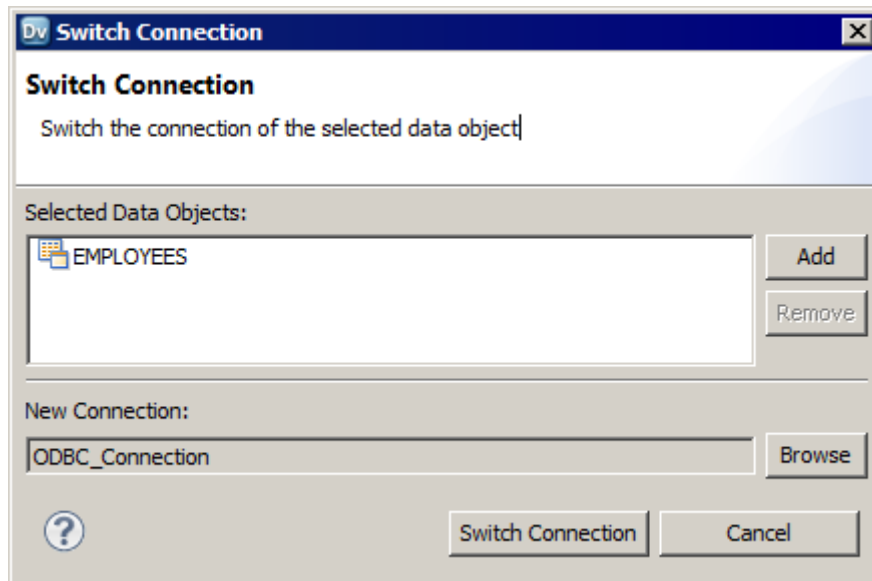 Dv Switch Connection
Switch Connection
Switch the connection of the selected data object
Selected Data Objects:
EMPLOYEES
Add
Remove
New Connection:
ODBC_Connection
Browse
?
Switch Connection
Cancel